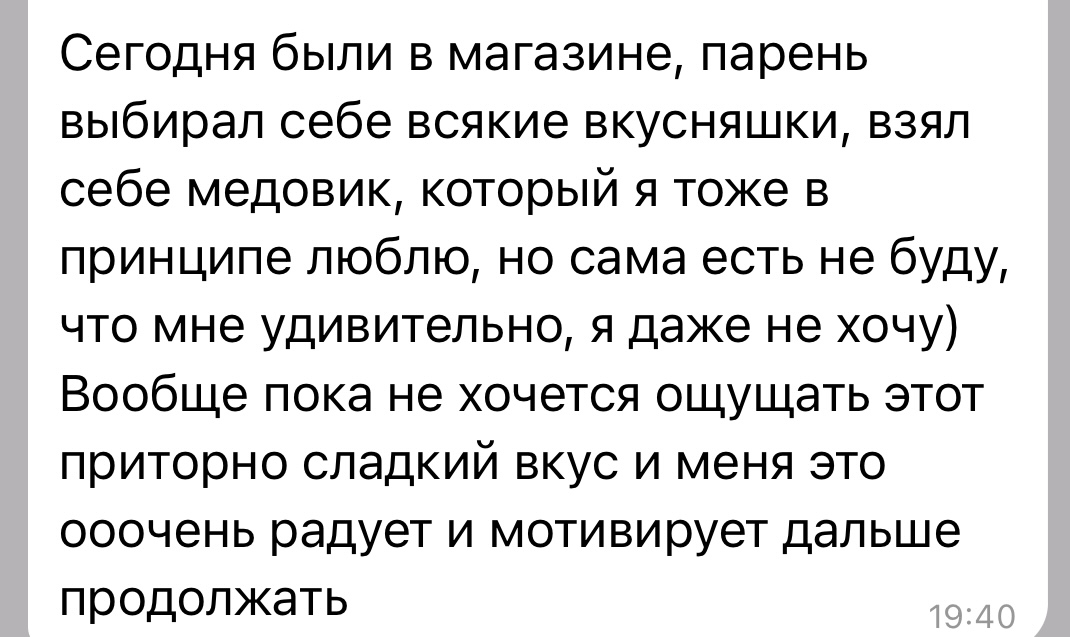 Сегодня были в магазине, парень
выбирал себе всякие вкусняшки, взял
себе медовик, который я тоже в
принципе люблю, но сама есть не буду,
что мне удивительно, я даже не хочу)
Вообще пока не хочется ощущать этот
приторно сладкий вкус и меня это
ооочень радует и мотивирует дальше
продолжать
19:40